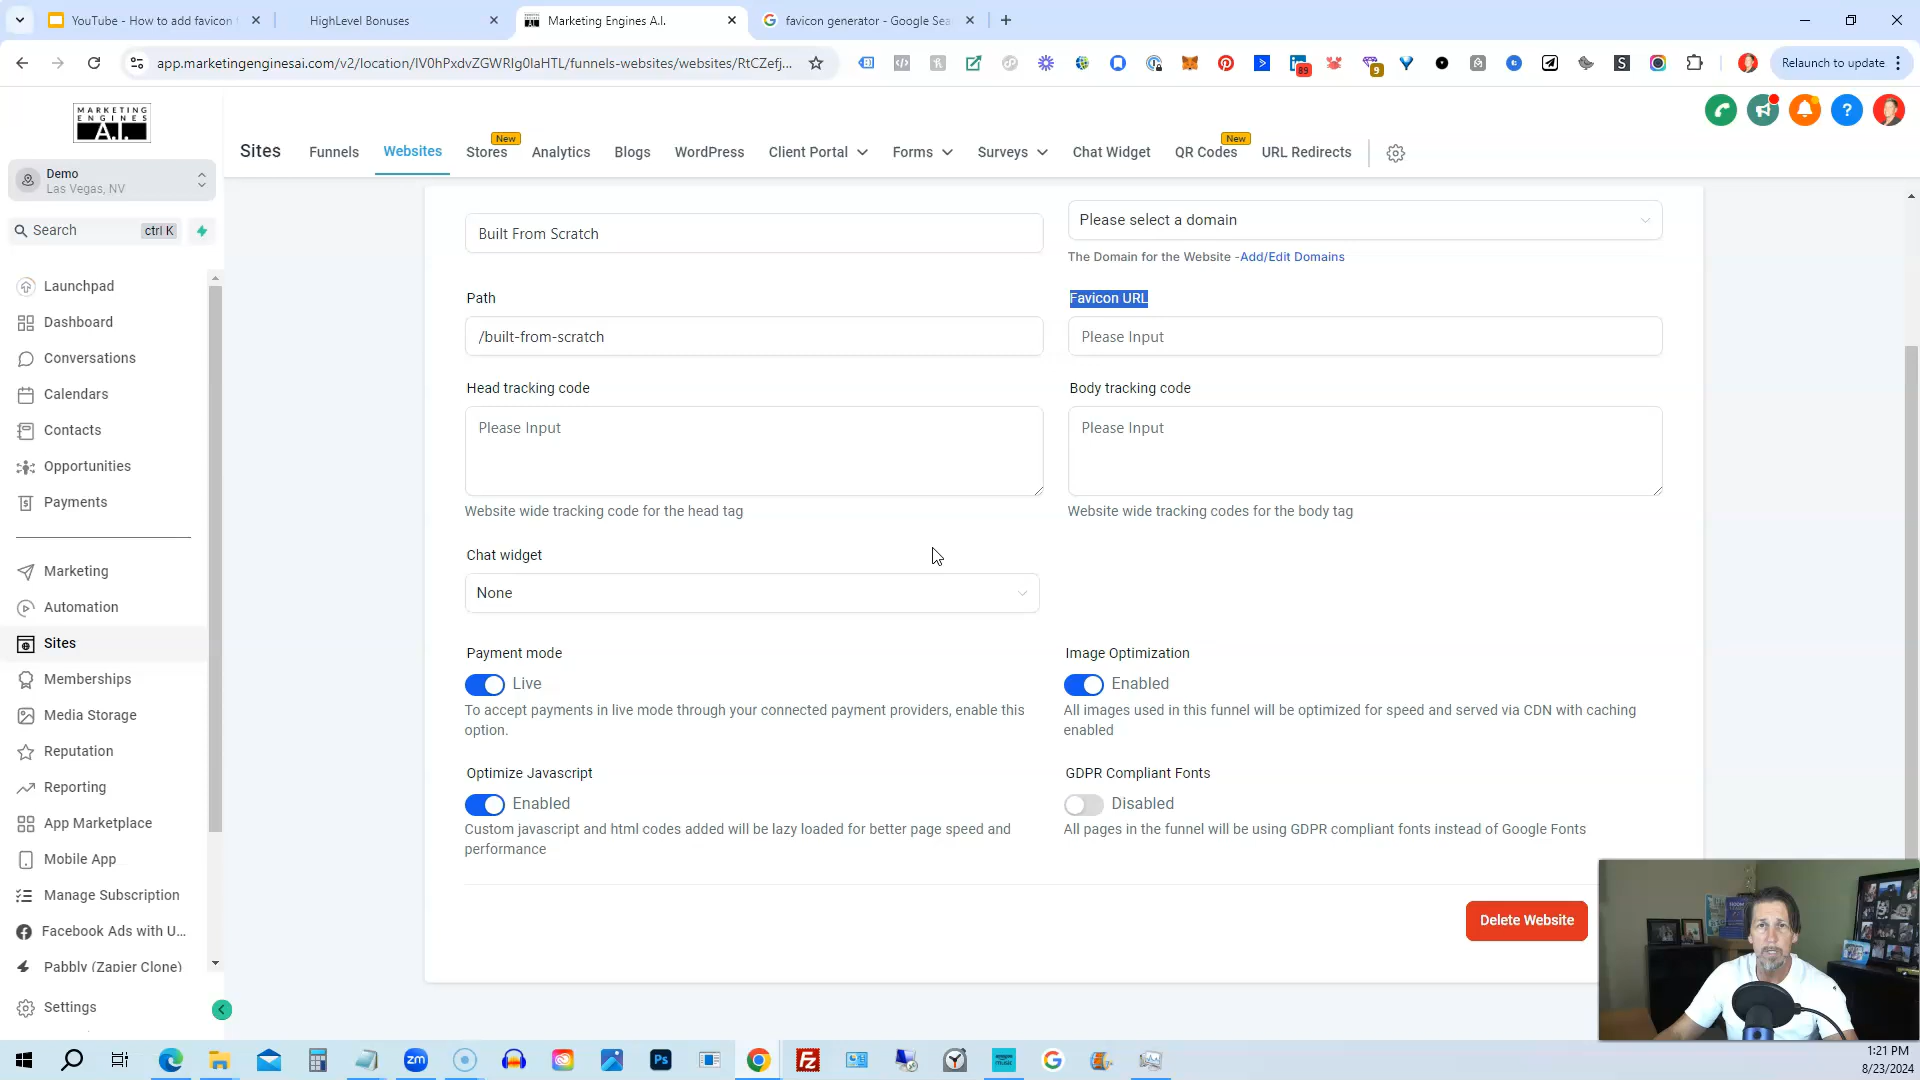 YouTube - How to add favicon
HighLevel Bonuses
Marketing Engines A.I.
favicon generator - Google Sea
app.marketingenginesai.com/v2/location/IV0hPxdvZGWRIg0IaHTL/funnels-websites/websites/RtCZefj...
89
9
S
Relaunch to update
MARKETING
ENGINES
A.I.
Demo
Las Vegas, NV
Search
ctrl K
Launchpad
Dashboard
Conversations
Calendars
Contacts
Opportunities
Payments
Marketing
Automation
Sites
Memberships
Media Storage
Reputation
Reporting
App Marketplace
Mobile App
Manage Subscription
Facebook Ads with U...
Pabbly (Zapier Clone)
Settings
Sites
Funnels
Websites
New
Stores
Analytics
Blogs
WordPress
Client Portal
Forms
Surveys
Chat Widget
New
QR Codes
URL Redirects
?
Built From Scratch
Please select a domain
The Domain for the Website -Add/Edit Domains
Path
Favicon URL
/built-from-scratch
Please Input
Head tracking code
Body tracking code
Please Input
Please Input
Website wide tracking code for the head tag
Website wide tracking codes for the body tag
Chat widget
None
Payment mode
Live
To accept payments in live mode through your connected payment providers, enable this
option.
Image Optimization
Enabled
All images used in this funnel will be optimized for speed and served via CDN with caching
enabled
Optimize Javascript
Enabled
Custom javascript and html codes added will be lazy loaded for better page speed and
performance
GDPR Compliant Fonts
Disabled
All pages in the funnel will be using GDPR compliant fonts instead of Google Fonts
Delete Website
zm
Ps
1:21 PM
8/23/2024